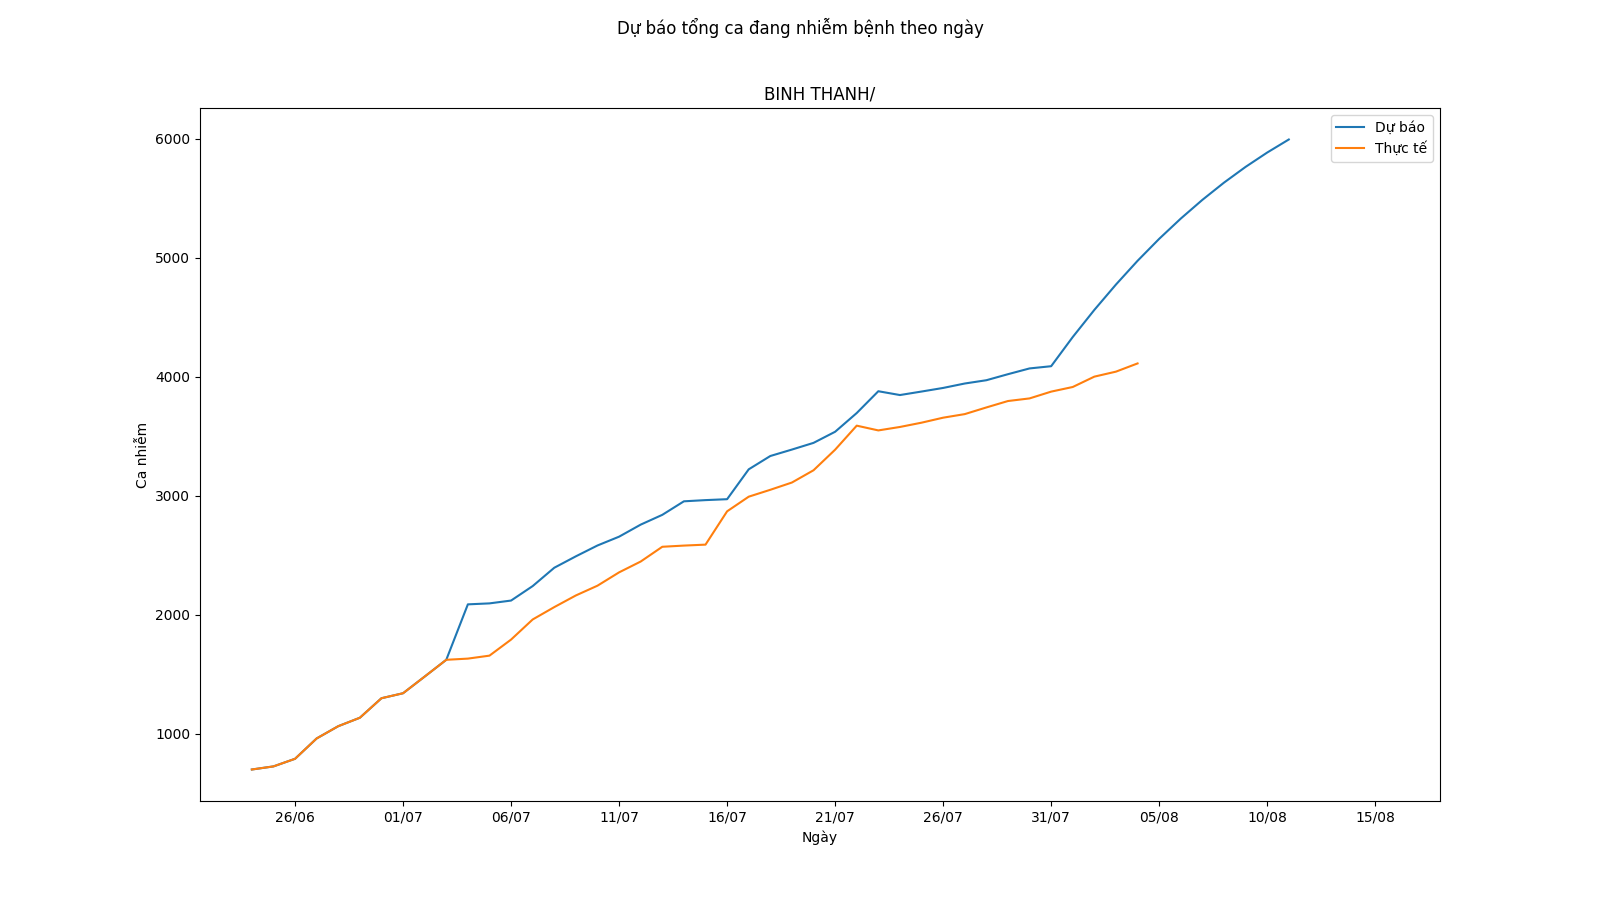 Dự báo tổng ca đang nhiễm bệnh theo ngày
BINH THANH/
Dự báo
Thực tế
6000
5000
4000
3000
2000
1000
Ca nhiễm
26/06
01/07
06/07
11/07
16/07
21/07
26/07
31/07
05/08
10/08
15/08
Ngày